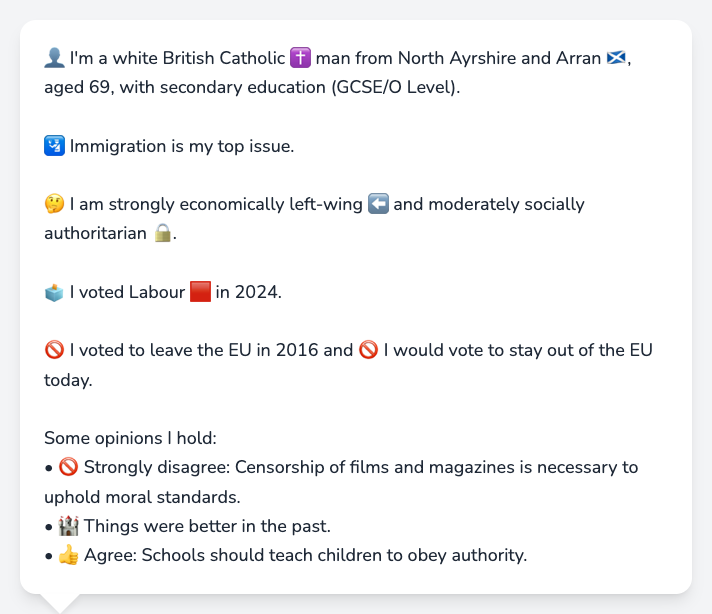 👤 I'm a white British Catholic ✝️ man from North Ayrshire and Arran 🏴󠁧󠁢󠁳󠁣󠁴󠁿,
aged 69, with secondary education (GCSE/O Level).
🛂 Immigration is my top issue.
🤔 I am strongly economically left-wing ⬅️ and moderately socially
authoritarian 🔒.
🗳️ I voted Labour 🟥 in 2024.
🚫 I voted to leave the EU in 2016 and 🚫 I would vote to stay out of the EU
today.
Some opinions I hold:
• 🚫 Strongly disagree: Censorship of films and magazines is necessary to
uphold moral standards.
• 🏰 Things were better in the past.
• 👍 Agree: Schools should teach children to obey authority.